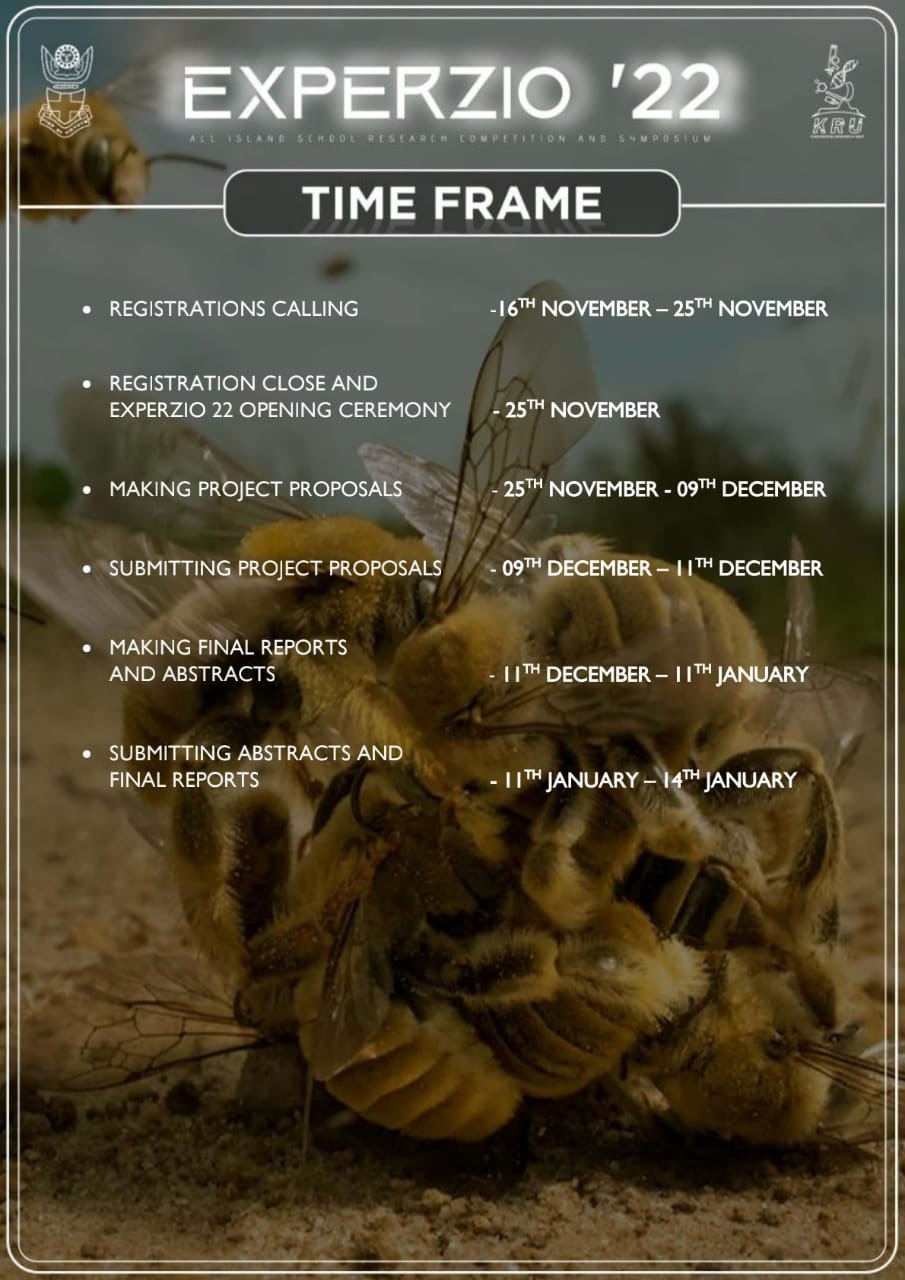 EXPERZIO '22
ALL ISLAND SCHOOL RESEARCH COMPETITION AND SYMPOSIUM
KRU
TIME FRAME
• REGISTRATIONS CALLING -16TH NOVEMBER – 25TH NOVEMBER
• REGISTRATION CLOSE AND
EXPERZIO 22 OPENING CEREMONY - 25TH NOVEMBER
• MAKING PROJECT PROPOSALS - 25TH NOVEMBER - 09TH DECEMBER
• SUBMITTING PROJECT PROPOSALS - 09TH DECEMBER – 11TH DECEMBER
• MAKING FINAL REPORTS
AND ABSTRACTS - 11TH DECEMBER – 11TH JANUARY
• SUBMITTING ABSTRACTS AND
FINAL REPORTS - 11TH JANUARY – 14TH JANUARY